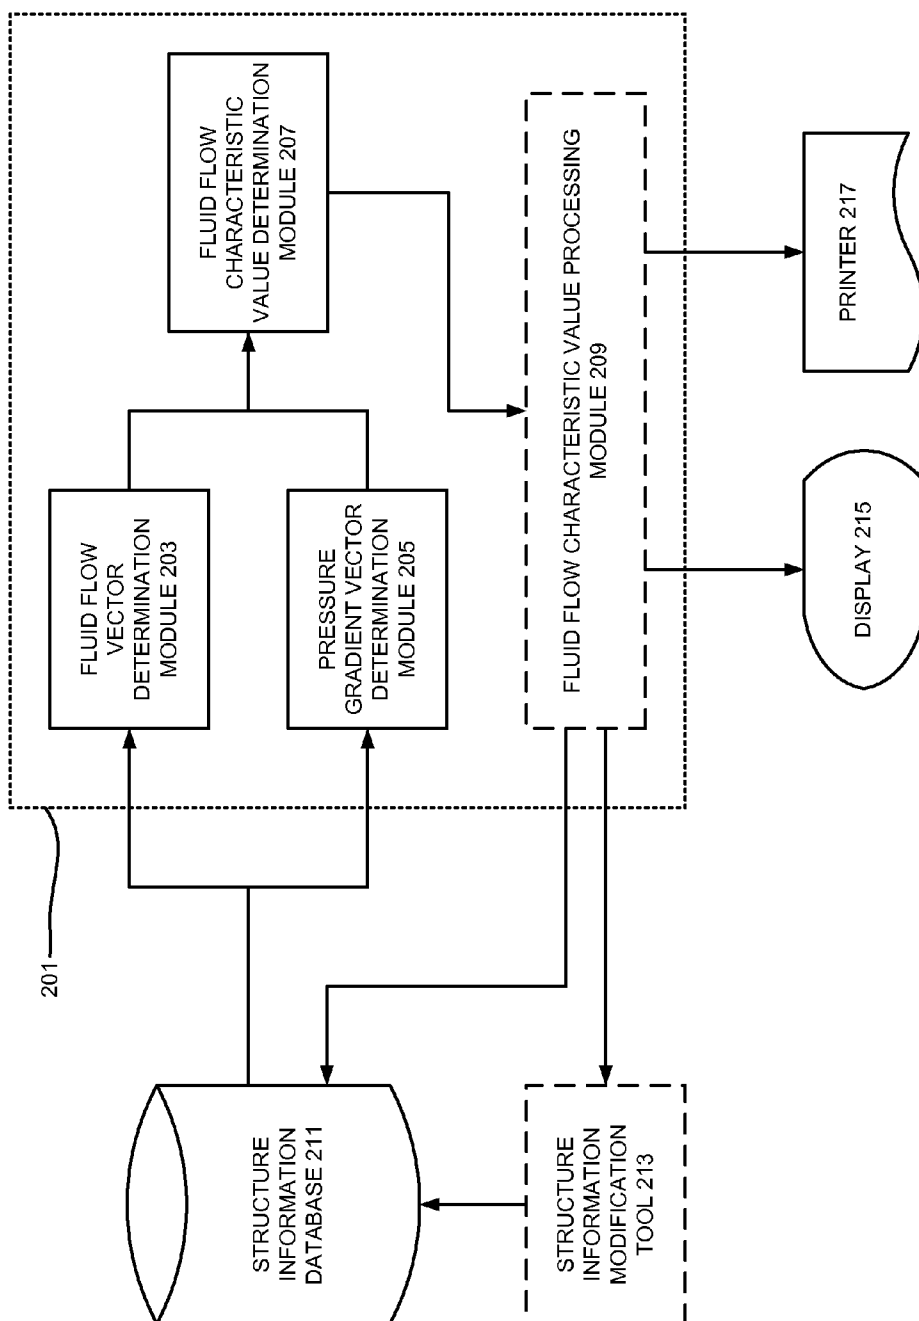 201
FLUID FLOW
VECTOR
DETERMINATION
MODULE 203
PRESSURE
GRADIENT VECTOR
DETERMINATION
MODULE 205
FLUID FLOW
CHARACTERISTIC
VALUE DETERMINATION
MODULE 207
FLUID FLOW CHARACTERISTIC VALUE PROCESSING
MODULE 209
STRUCTURE
INFORMATION
DATABASE 211
STRUCTURE
INFORMATION
MODIFICATION
TOOL 213
DISPLAY 215
PRINTER 217